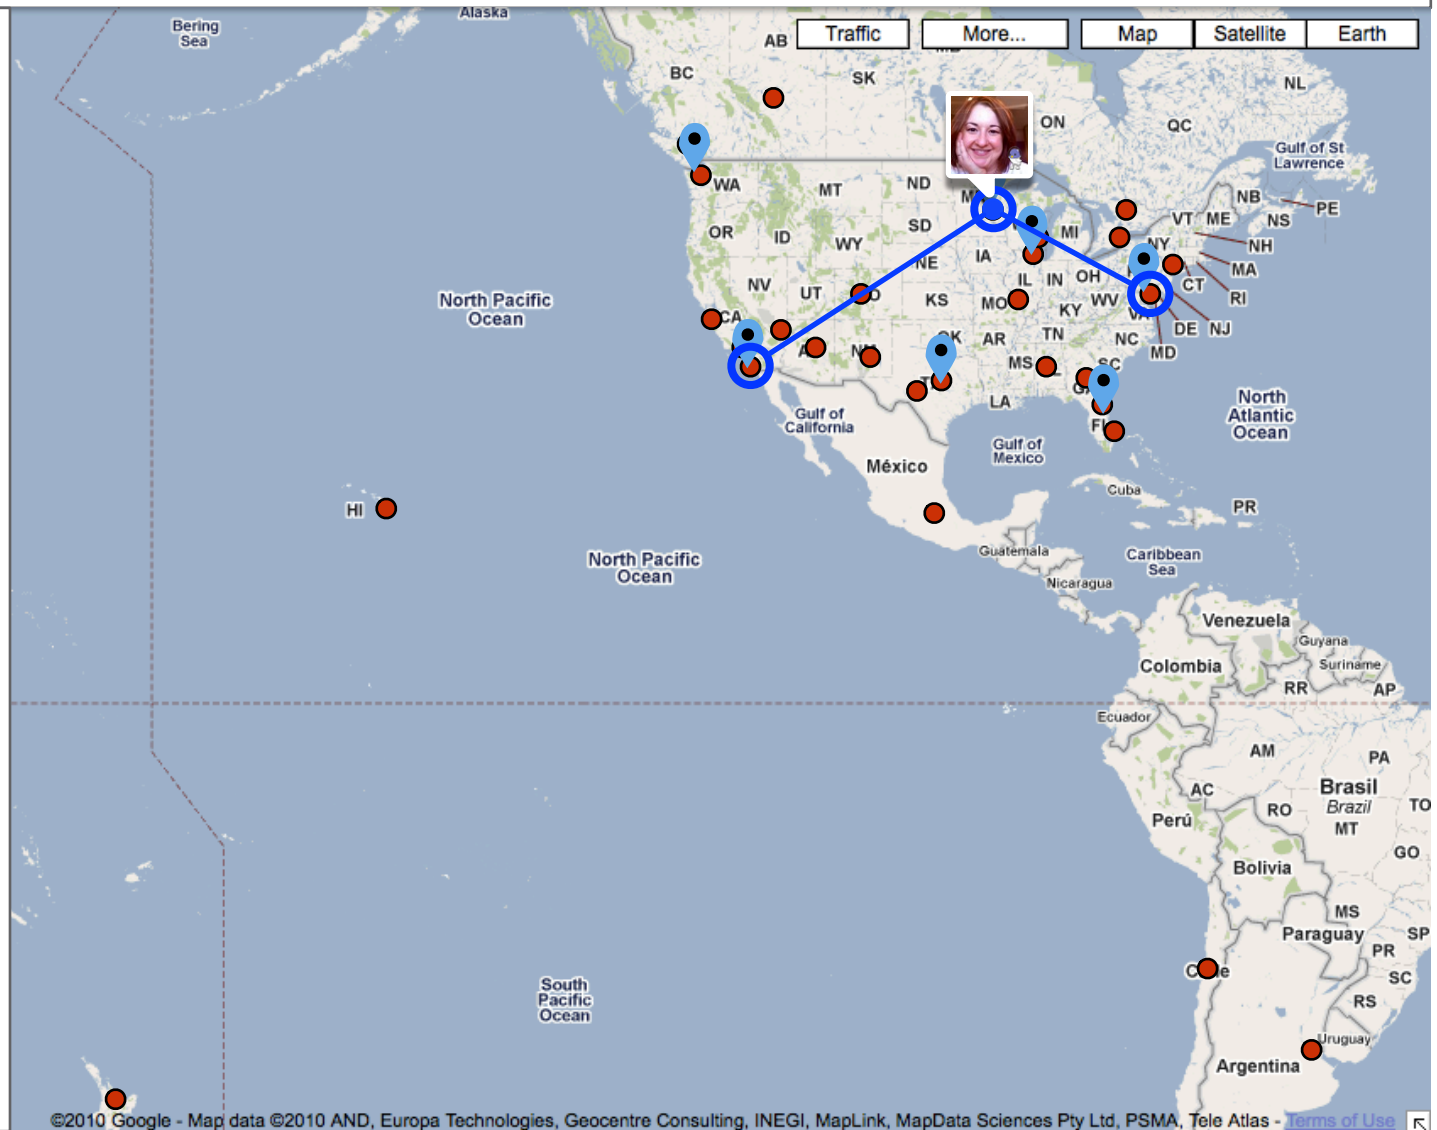 Bering
Sea
Alaska
Traffic
More...
Map
Satellite
Earth
AB
BC
SK
NL
ON
QC
Gulf of St
Lawrence
WA
MT
ND
NB
PE
VT
ME
NS
OR
ID
WY
SD
MI
NY
NH
IA
NE
MA
NV
UT
IL
IN
OH
CT
RI
North Pacific
Ocean
KS
MO
KY
WV
VA
DE
NJ
CA
OK
AR
TN
NC
MD
MS
SC
LA
Gulf of
California
Gulf of
Mexico
North
Atlantic
Ocean
México
Cuba
PR
HI
North Pacific
Ocean
Guatemala
Caribbean
Sea
Nicaragua
Venezuela
Guyana
Colombia
Suriname
RR
AP
Ecuador
AM
PA
AC
Brasil
Brazil
RO
TO
Perú
MT
GO
Bolivia
MS
Paraguay
SP
PR
SC
South
Pacific
Ocean
RS
Uruguay
Argentina
©2010 Google - Map data ©2010 AND, Europa Technologies, Geocentre Consulting, INEGI, MapLink, MapData Sciences Pty Ltd, PSMA, Tele Atlas - Terms of Use